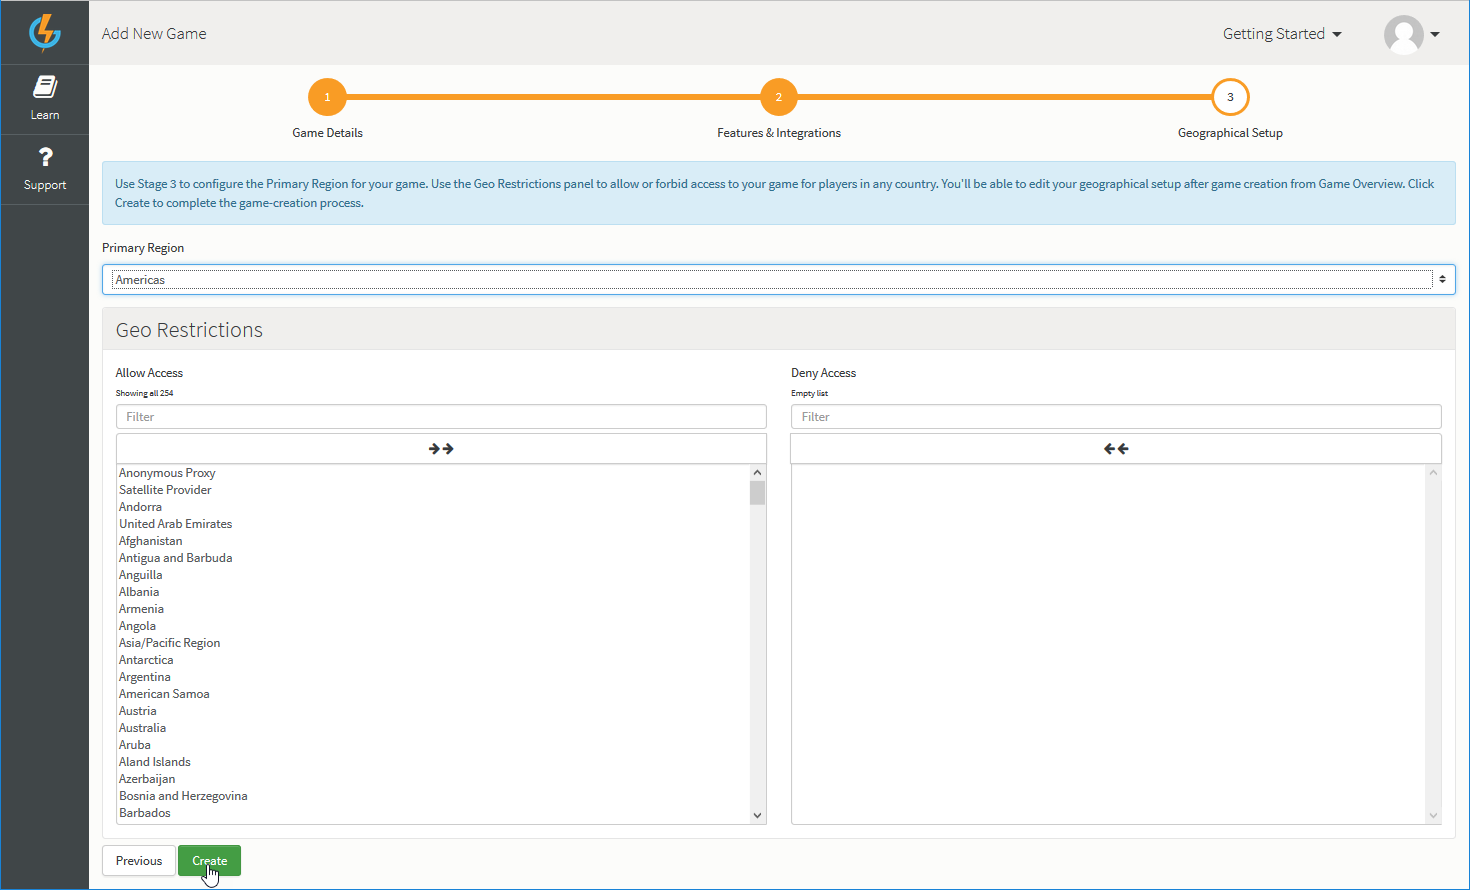 Add New Game
Getting Started
Learn
Support
1
2
3
Game Details
Features & Integrations
Geographical Setup
Use Stage 3 to configure the Primary Region for your game. Use the Geo Restrictions panel to allow or forbid access to your game for players in any country. You'll be able to edit your geographical setup after game creation from Game Overview. Click
Create to complete the game-creation process.
Primary Region
Americas
Geo Restrictions
Allow Access
Showing all 254
Filter
Anonymous Proxy
Satellite Provider
Andorra
United Arab Emirates
Afghanistan
Antigua and Barbuda
Anguilla
Albania
Armenia
Angola
Asia/Pacific Region
Antarctica
Argentina
American Samoa
Austria
Australia
Aruba
Aland Islands
Azerbaijan
Bosnia and Herzegovina
Barbados
Deny Access
Empty list
Filter
Previous
Create